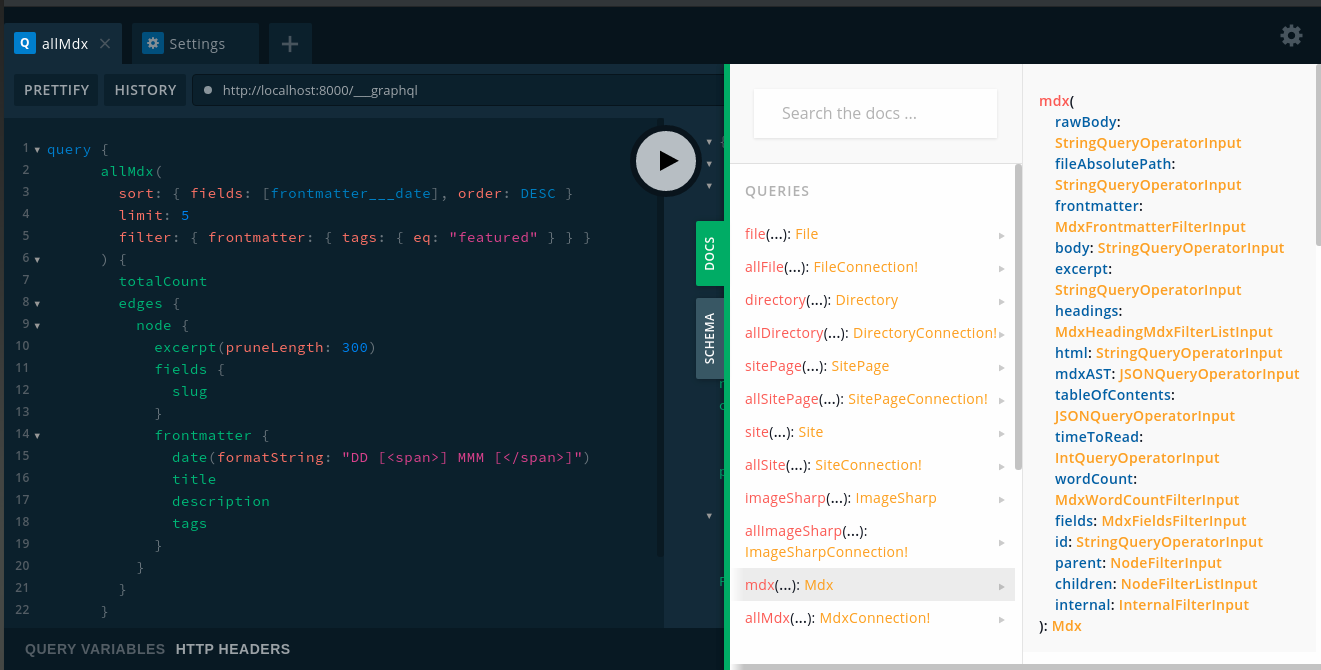 Q allMdx × Settings +
PRETTIFY HISTORY http://localhost:8000/___graphql
1 query {
2 allMdx(
3 sort: { fields: [frontmatter___date], order: DESC }
4 limit: 5
5 filter: { frontmatter: { tags: { eq: "featured" } } }
6 ) {
7 totalCount
8 edges {
9 node {
10 excerpt(pruneLength: 300)
11 fields {
12 slug
13 }
14 frontmatter {
15 date(formatString: "DD [<span>] MMM [</span>]")
16 title
17 description
18 tags
19 }
20 }
21 }
22 }
QUERY VARIABLES HTTP HEADERS
DOCS
SCHEMA
Search the docs ...
QUERIES
file(...): File
allFile(...): FileConnection!
directory(...): Directory
allDirectory(...): DirectoryConnection!
sitePage(...): SitePage
allSitePage(...): SitePageConnection!
site(...): Site
allSite(...): SiteConnection!
imageSharp(...): ImageSharp
allImageSharp(...):
ImageSharpConnection!
mdx(...): Mdx
allMdx(...): MdxConnection!
mdx(
rawBody:
StringQueryOperatorInput
fileAbsolutePath:
StringQueryOperatorInput
frontmatter:
MdxFrontmatterFilterInput
body: StringQueryOperatorInput
excerpt:
StringQueryOperatorInput
headings:
MdxHeadingMdxFilterListInput
html: StringQueryOperatorInput
mdxAST: JSONQueryOperatorInput
tableOfContents:
JSONQueryOperatorInput
timeToRead:
IntQueryOperatorInput
wordCount:
MdxWordCountFilterInput
fields: MdxFieldsFilterInput
id: StringQueryOperatorInput
parent: NodeFilterInput
children: NodeFilterListInput
internal: InternalFilterInput
): Mdx